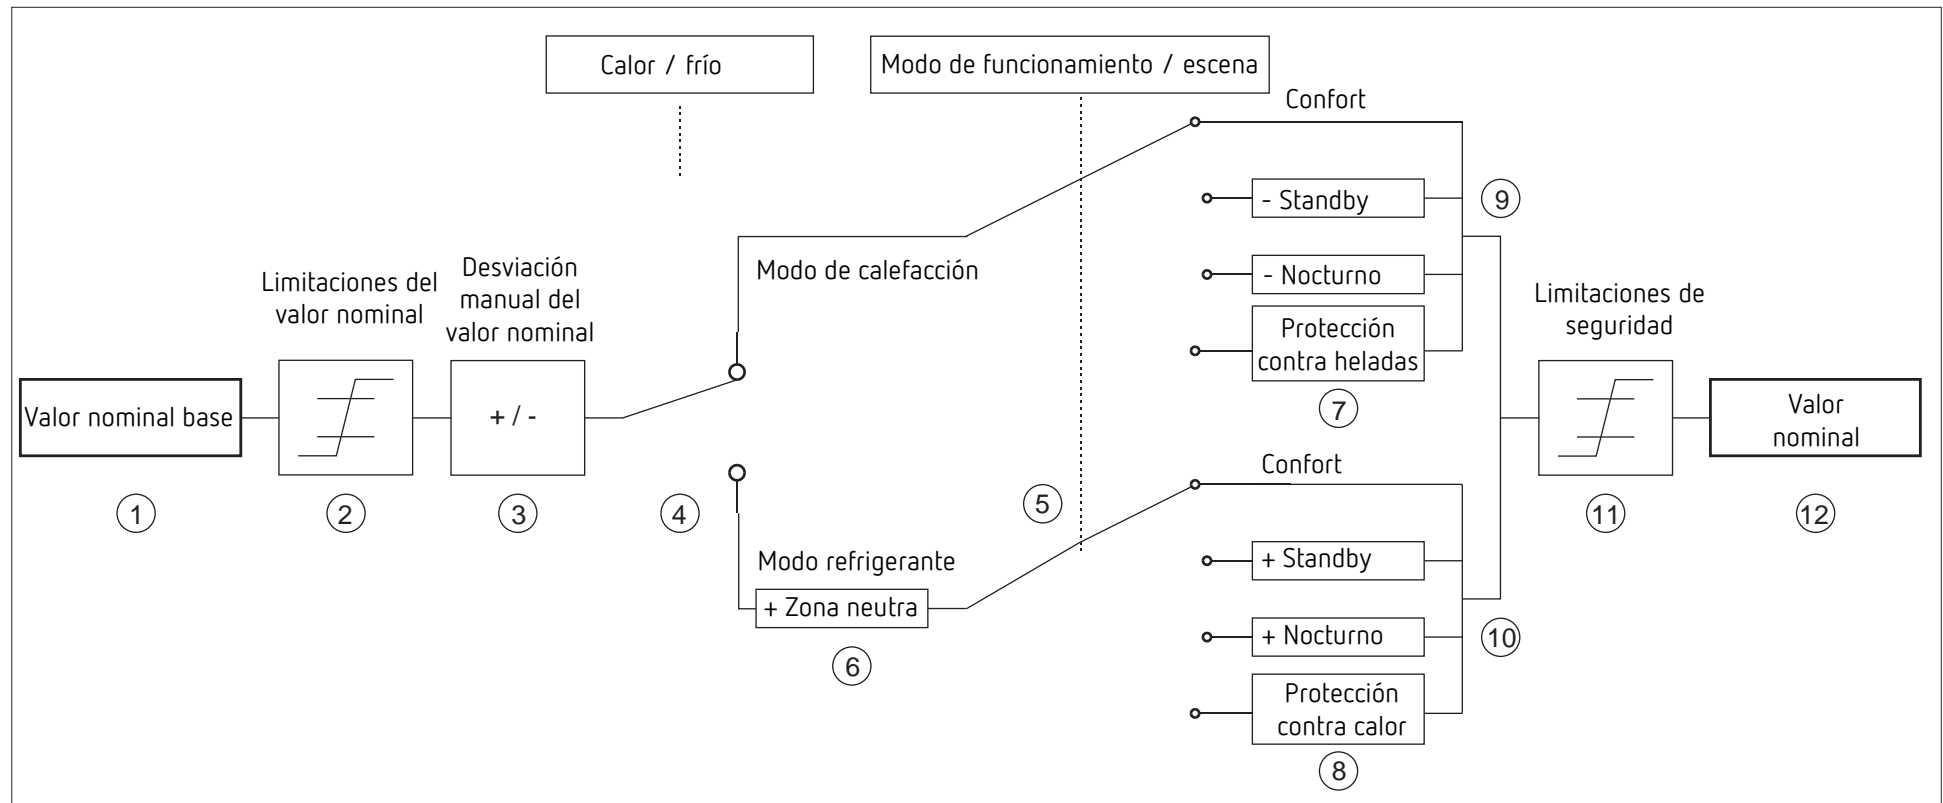 Calor / frío
Modo de funcionamiento / escena
Confort
- Standby
9
- Nocturno
Modo de calefacción
Protección
contra heladas
7
Limitaciones del
valor nominal
Desviación
manual del
valor nominal
Valor nominal base
+ / -
1
2
3
4
5
Modo refrigerante
+ Zona neutra
6
Confort
+ Standby
+ Nocturno
10
Protección
contra calor
8
Limitaciones de
seguridad
11
Valor
nominal
12